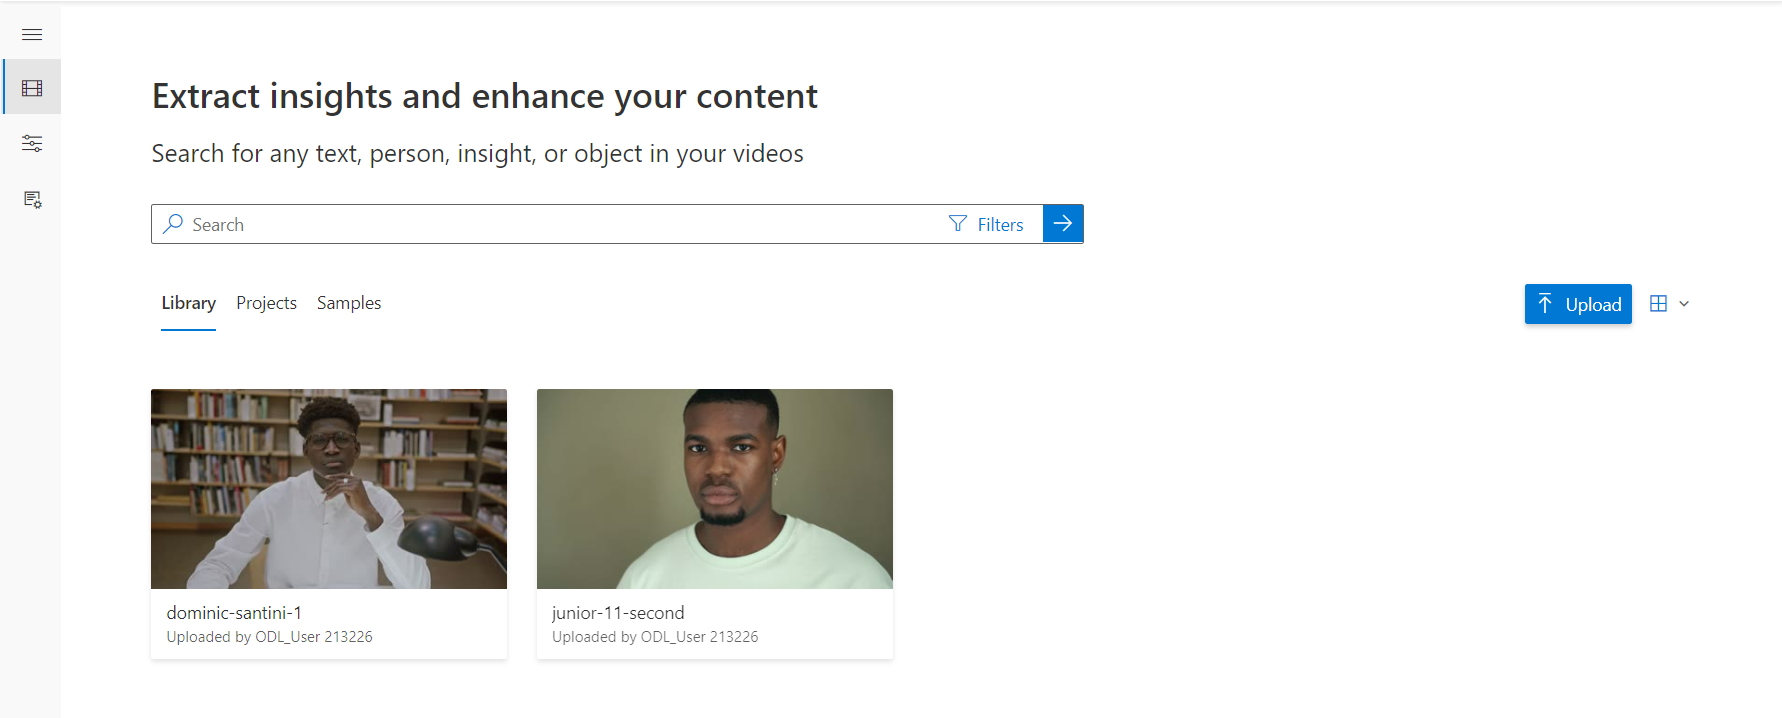 Extract insights and enhance your content
Search for any text, person, insight, or object in your videos
Search
Filters
Library
Projects
Samples
Upload
dominic-santini-1
Uploaded by ODL_User 213226
junior-11-second
Uploaded by ODL_User 213226